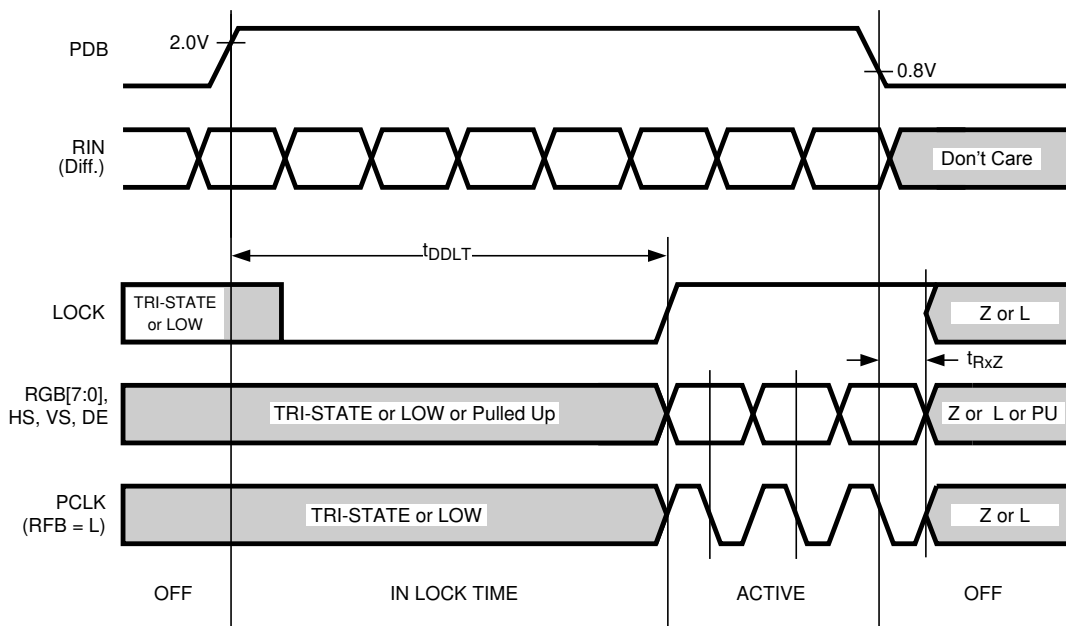 PDB
2.0V
0.8V
RIN
(Diff.)
Don't Care
tDDLT
LOCK
TRI-STATE
or LOW
Z or L
tRxZ
RGB[7:0],
HS, VS, DE
TRI-STATE or LOW or Pulled Up
Z or L or PU
PCLK
(RFB = L)
TRI-STATE or LOW
Z or L
OFF
IN LOCK TIME
ACTIVE
OFF